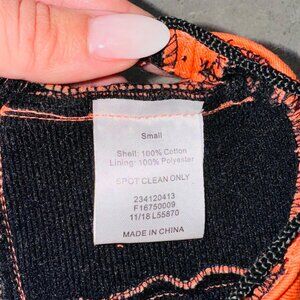 Small
Shell: 100% Cotton
Lining: 100% Polyester
SPOT CLEAN ONLY
234120413
F16750009
11/18 L55870
MADE IN CHINA